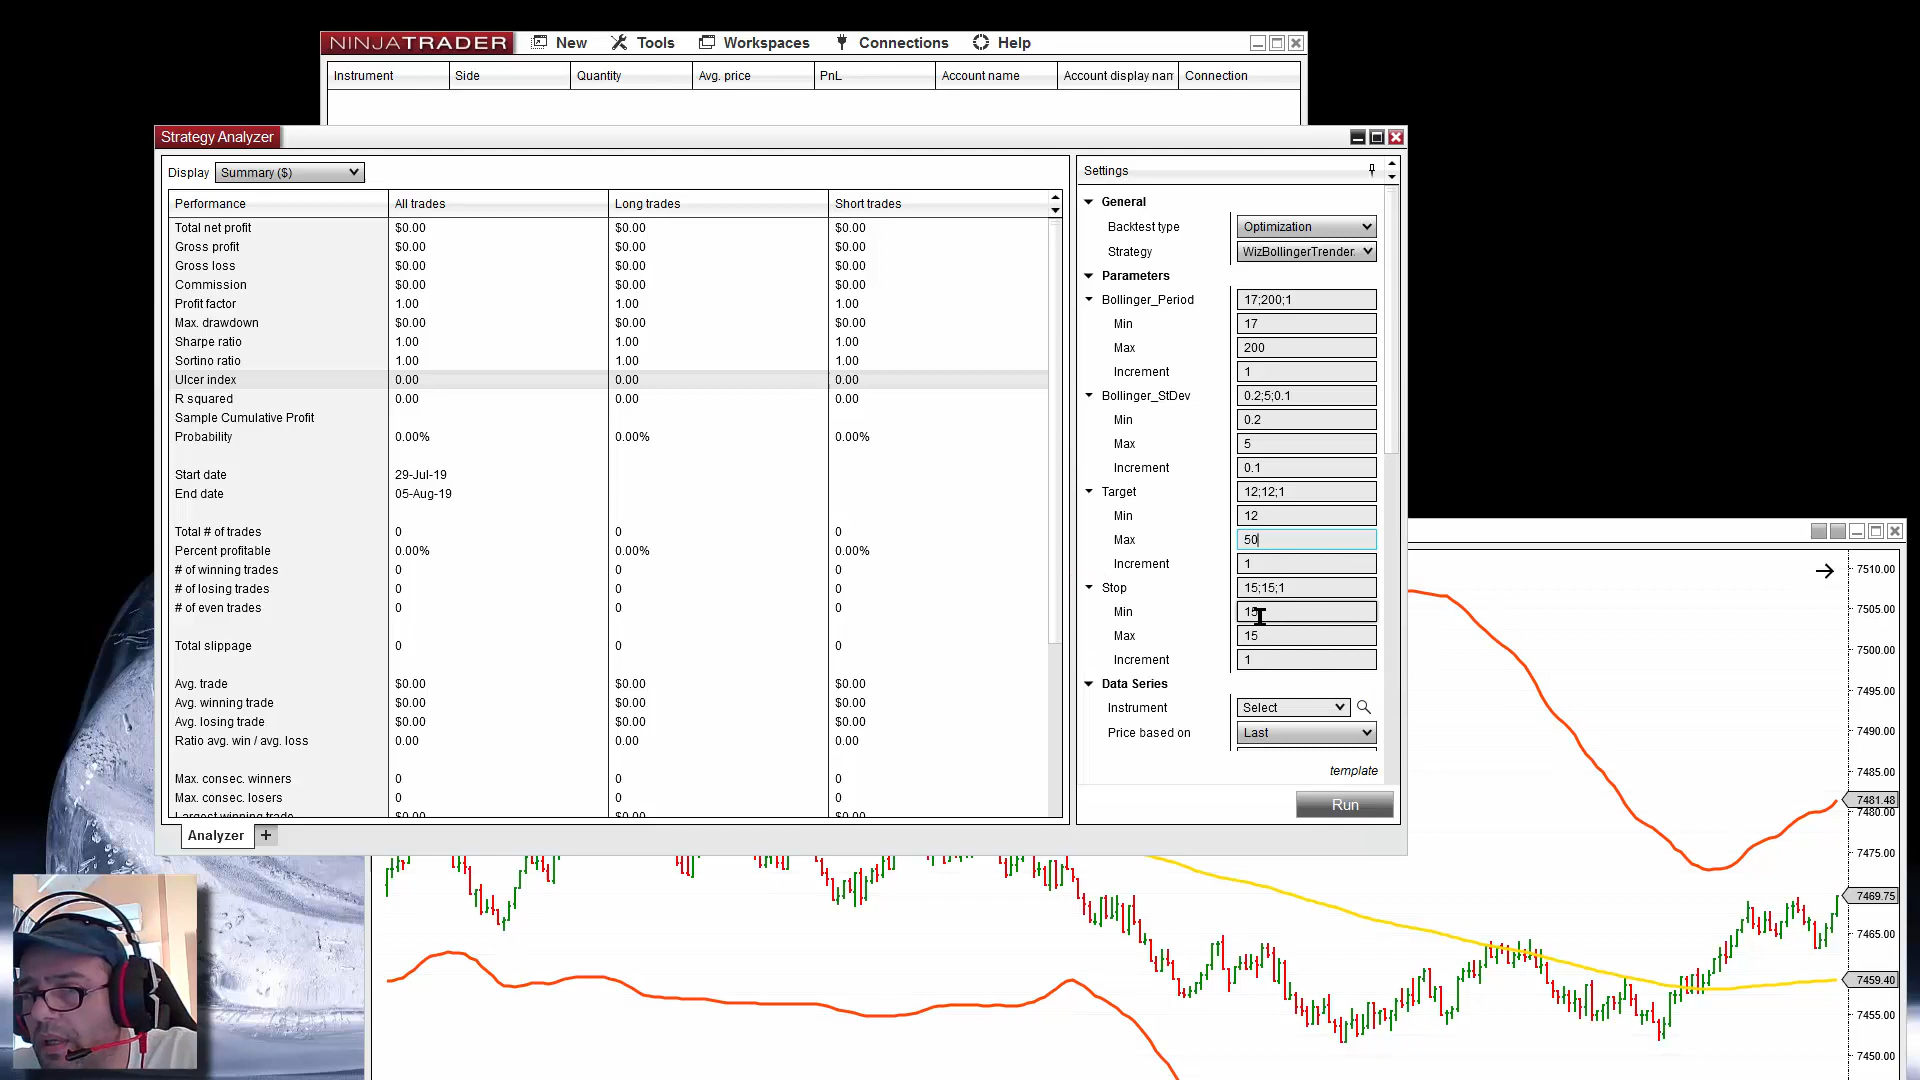 NINJATRADER New Tools Workspaces Connections Help
Instrument Side Quantity Avg. price PnL Account name Account display nam Connection
Strategy Analyzer
Display Summary ($)
Performance All trades Long trades Short trades
Total net profit $0.00 $0.00 $0.00
Gross profit $0.00 $0.00 $0.00
Gross loss $0.00 $0.00 $0.00
Commission $0.00 $0.00 $0.00
Profit factor 1.00 1.00 1.00
Max. drawdown $0.00 $0.00 $0.00
Sharpe ratio 1.00 1.00 1.00
Sortino ratio 1.00 1.00 1.00
Ulcer index 0.00 0.00 0.00
R squared 0.00 0.00 0.00
Sample Cumulative Profit
Probability 0.00% 0.00% 0.00%
Start date 29-Jul-19
End date 05-Aug-19
Total # of trades 0 0 0
Percent profitable 0.00% 0.00% 0.00%
# of winning trades 0 0 0
# of losing trades 0 0 0
# of even trades 0 0 0
Total slippage 0 0 0
Avg. trade $0.00 $0.00 $0.00
Avg. winning trade $0.00 $0.00 $0.00
Avg. losing trade $0.00 $0.00 $0.00
Ratio avg. win / avg. loss 0.00 0.00 0.00
Max. consec. winners 0 0 0
Max. consec. losers 0 0 0
Largest winning trade $0.00 $0.00 $0.00
Analyzer +
Settings
General
Backtest type Optimization
Strategy WizBollingerTrender
Parameters
Bollinger_Period 17;200;1
Min 17
Max 200
Increment 1
Bollinger_StDev 0.2;5;0.1
Min 0.2
Max 5
Increment 0.1
Target 12;12;1
Min 12
Max 50
Increment 1
Stop 15;15;1
Min 15
Max 15
Increment 1
Data Series
Instrument Select
Price based on Last
template
Run
7510.00
7505.00
7500.00
7495.00
7490.00
7485.00
7481.48
7480.00
7475.00
7469.75
7465.00
7459.40
7455.00
7450.00